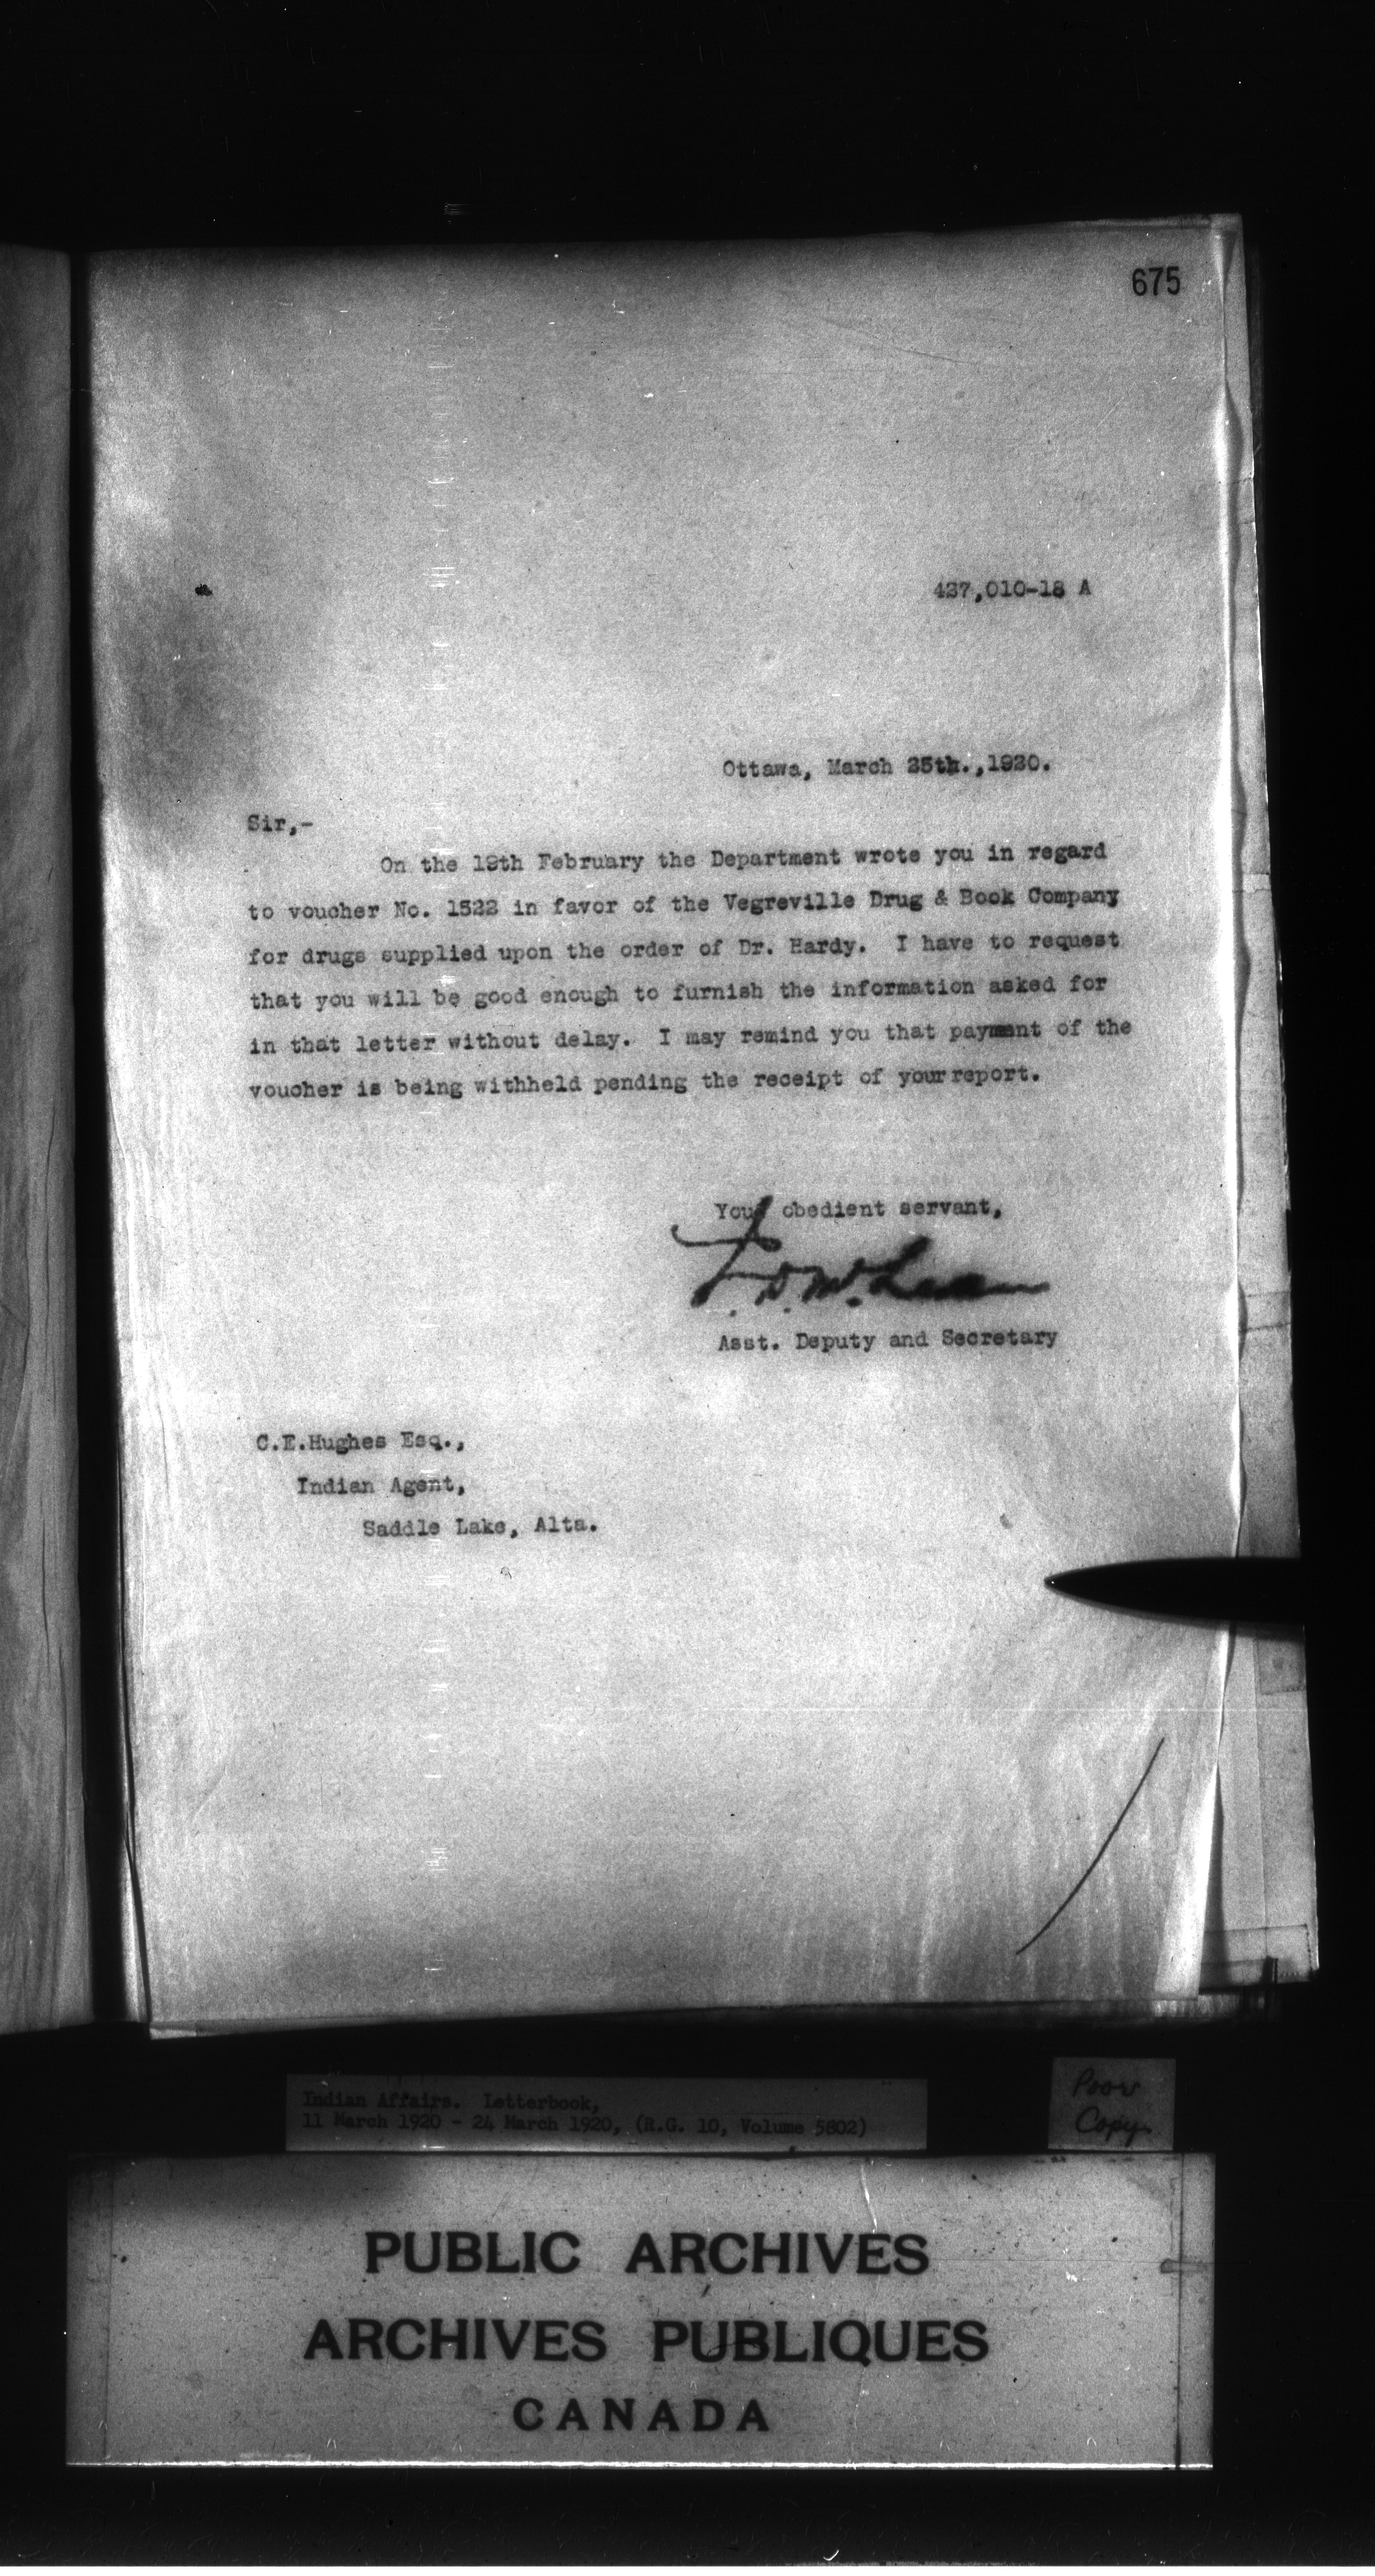 675
427,010-18 A
Ottawa, March 25th.,1920.
Sir,-
On the 19th February the Department wrote you in regard
to voucher No. 1522 in favor of the Vegreville Drug & Book Company
for drugs supplied upon the order of Dr. Hardy. I have to request
that you will be good enough to furnish the information asked for
in that letter without delay. I may remind you that payment of the
voucher is being withheld pending the receipt of your report.
Your obedient servant,
Asst. Deputy and Secretary
C.E.Hughes Esq.,
Indian Agent,
Saddle Lake, Alta.
Indian Affairs. Letterbook,
11 March 1920 - 24 March 1920, (R.G. 10, Volume 5802)
Poor
Copy
PUBLIC ARCHIVES
ARCHIVES PUBLIQUES
CANADA